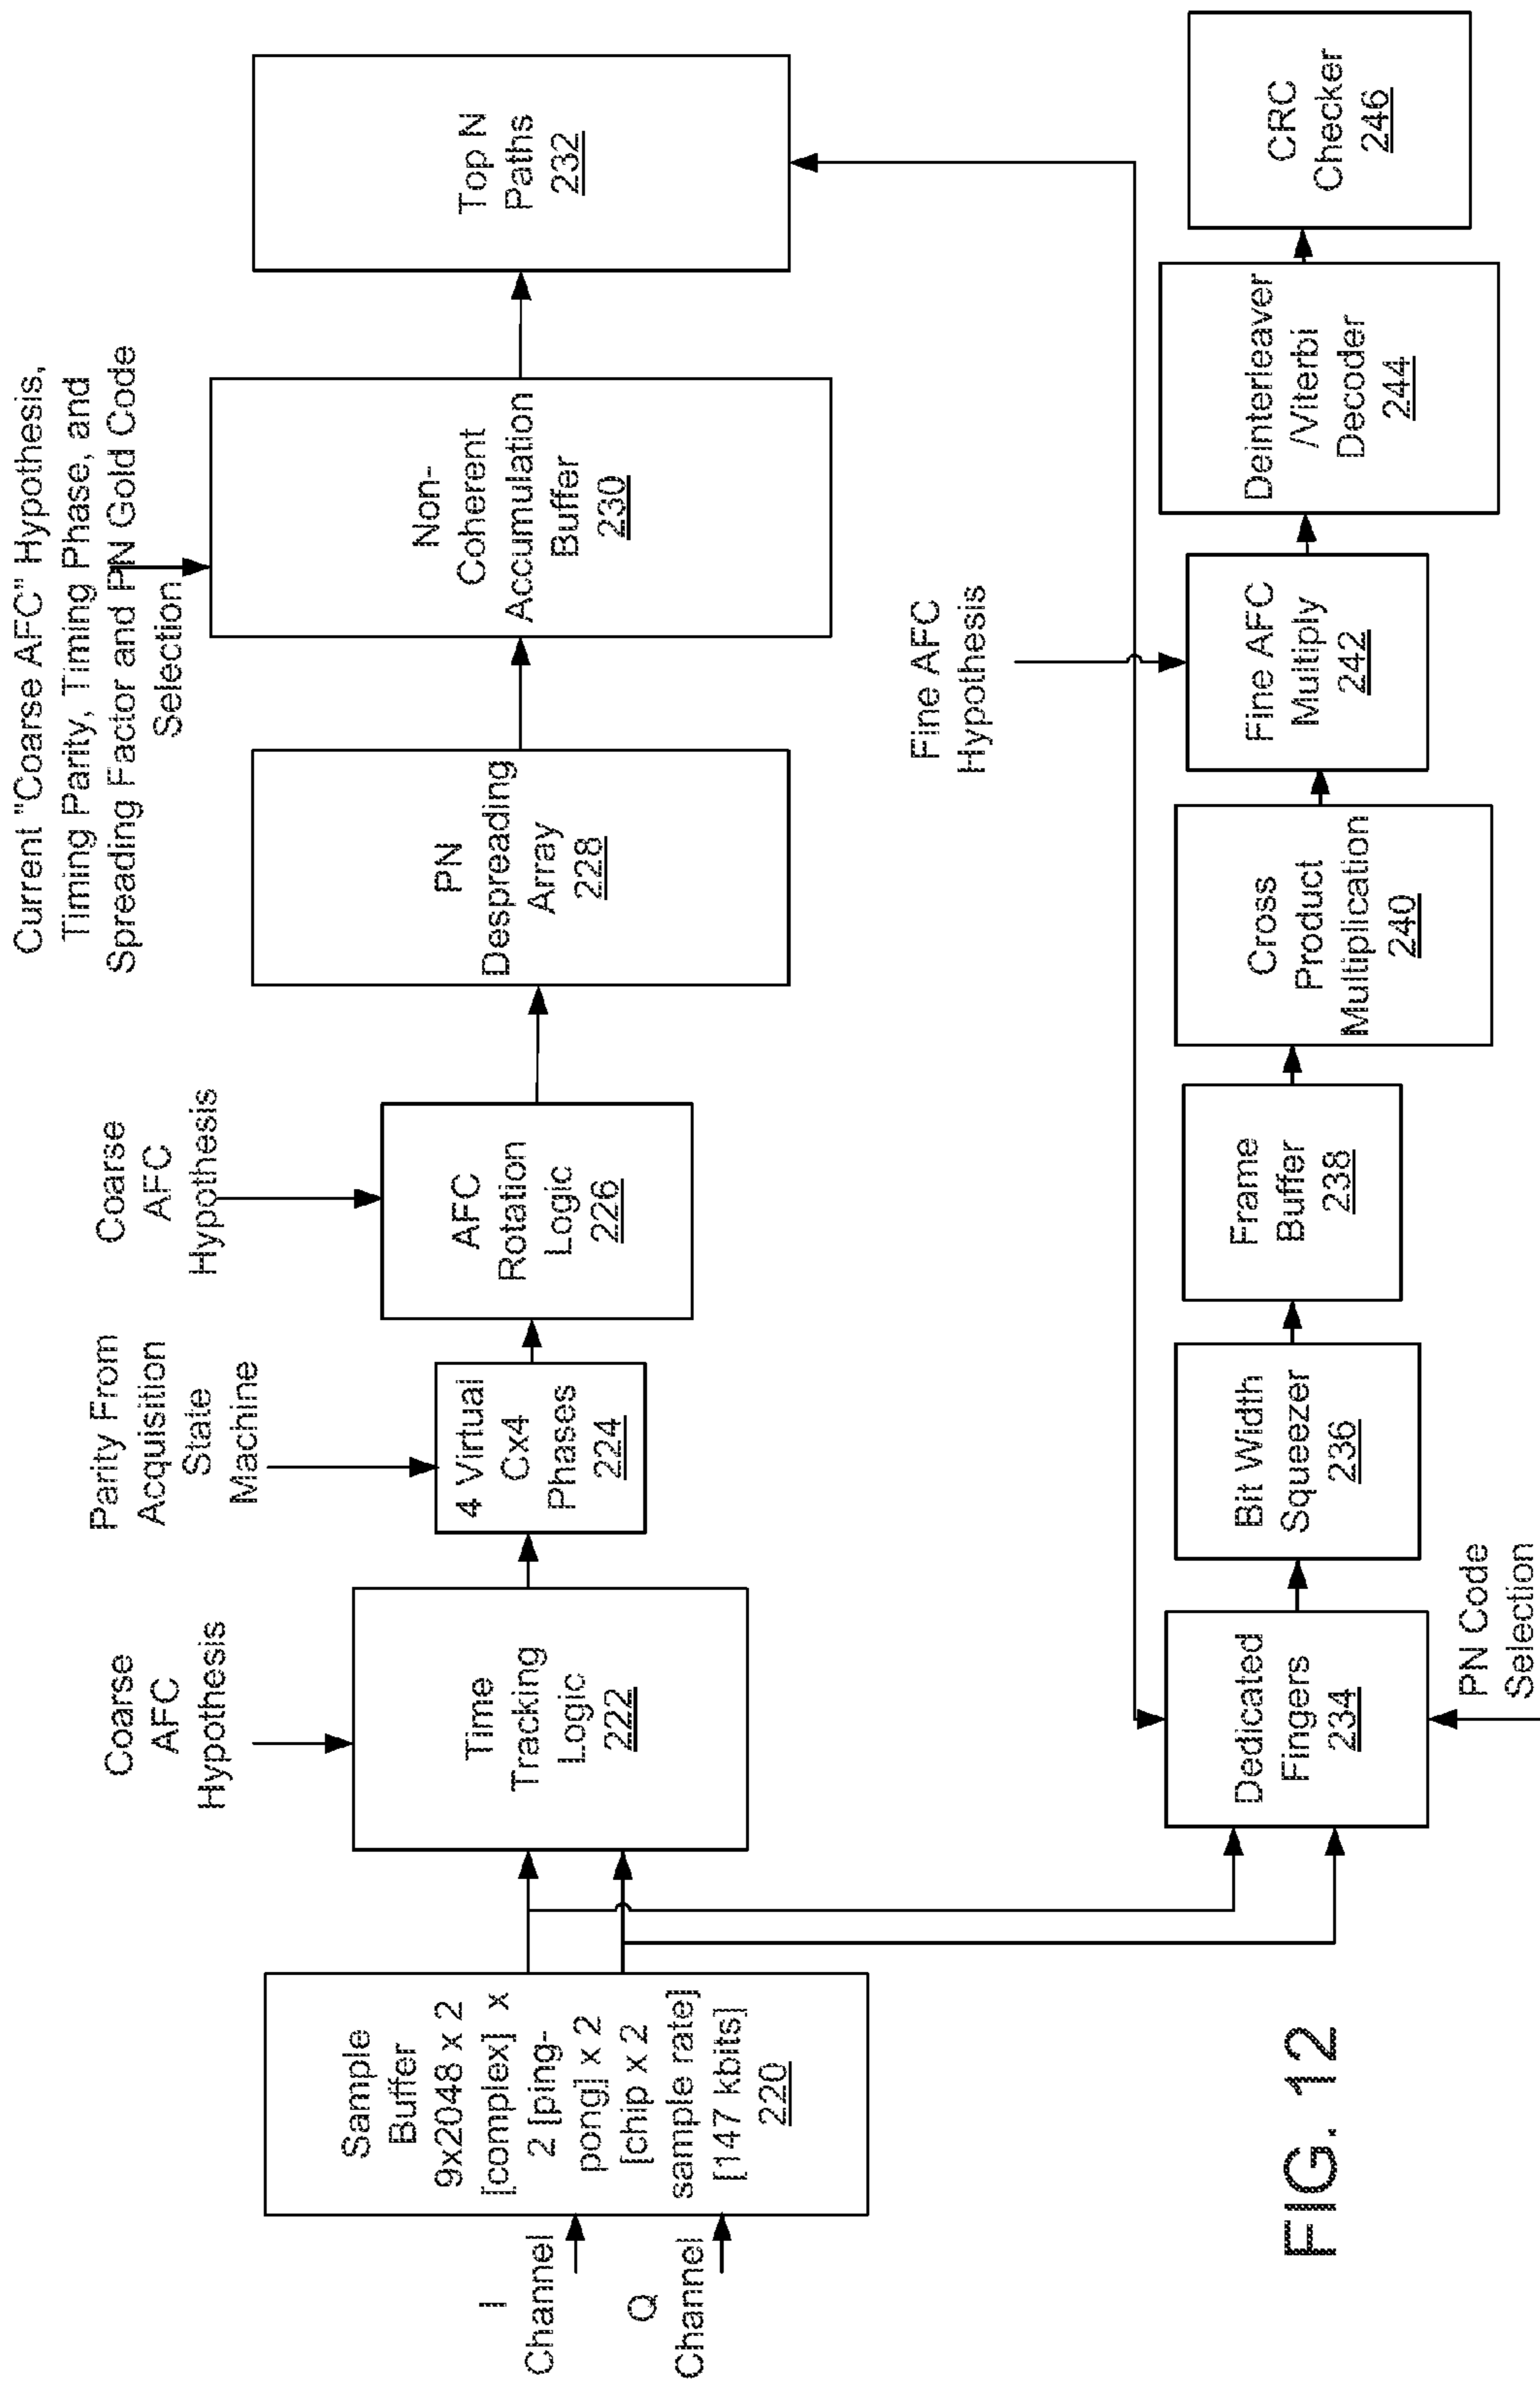 Current "Coarse AFC" Hypothesis,
Timing Parity, Timing Phase, and
Spreading Factor and PN Gold Code
Selection
Coarse
AFC
Hypothesis
Parity From
Acquisition
State
Machine
Coarse
AFC
Hypothesis
I
Channel
Q
Channel
Sample
Buffer
9x2048 x 2
[complex] x
2 [ping-
pong] x 2
[chip x 2
sample rate]
[147 kbits]
220
Time
Tracking
Logic
222
4 Virtual
Cx4
Phases
224
AFC
Rotation
Logic
226
PN
Despreading
Array
228
Non-
Coherent
Accumulation
Buffer
230
Top N
Paths
232
Fine AFC
Hypothesis
Dedicated
Fingers
234
Bit Width
Squeezer
236
Frame
Buffer
238
Cross
Product
Multiplication
240
Fine AFC
Multiply
242
Deinterleaver
/Viterbi
Decoder
244
CRC
Checker
246
PN Code
Selection
FIG. 12